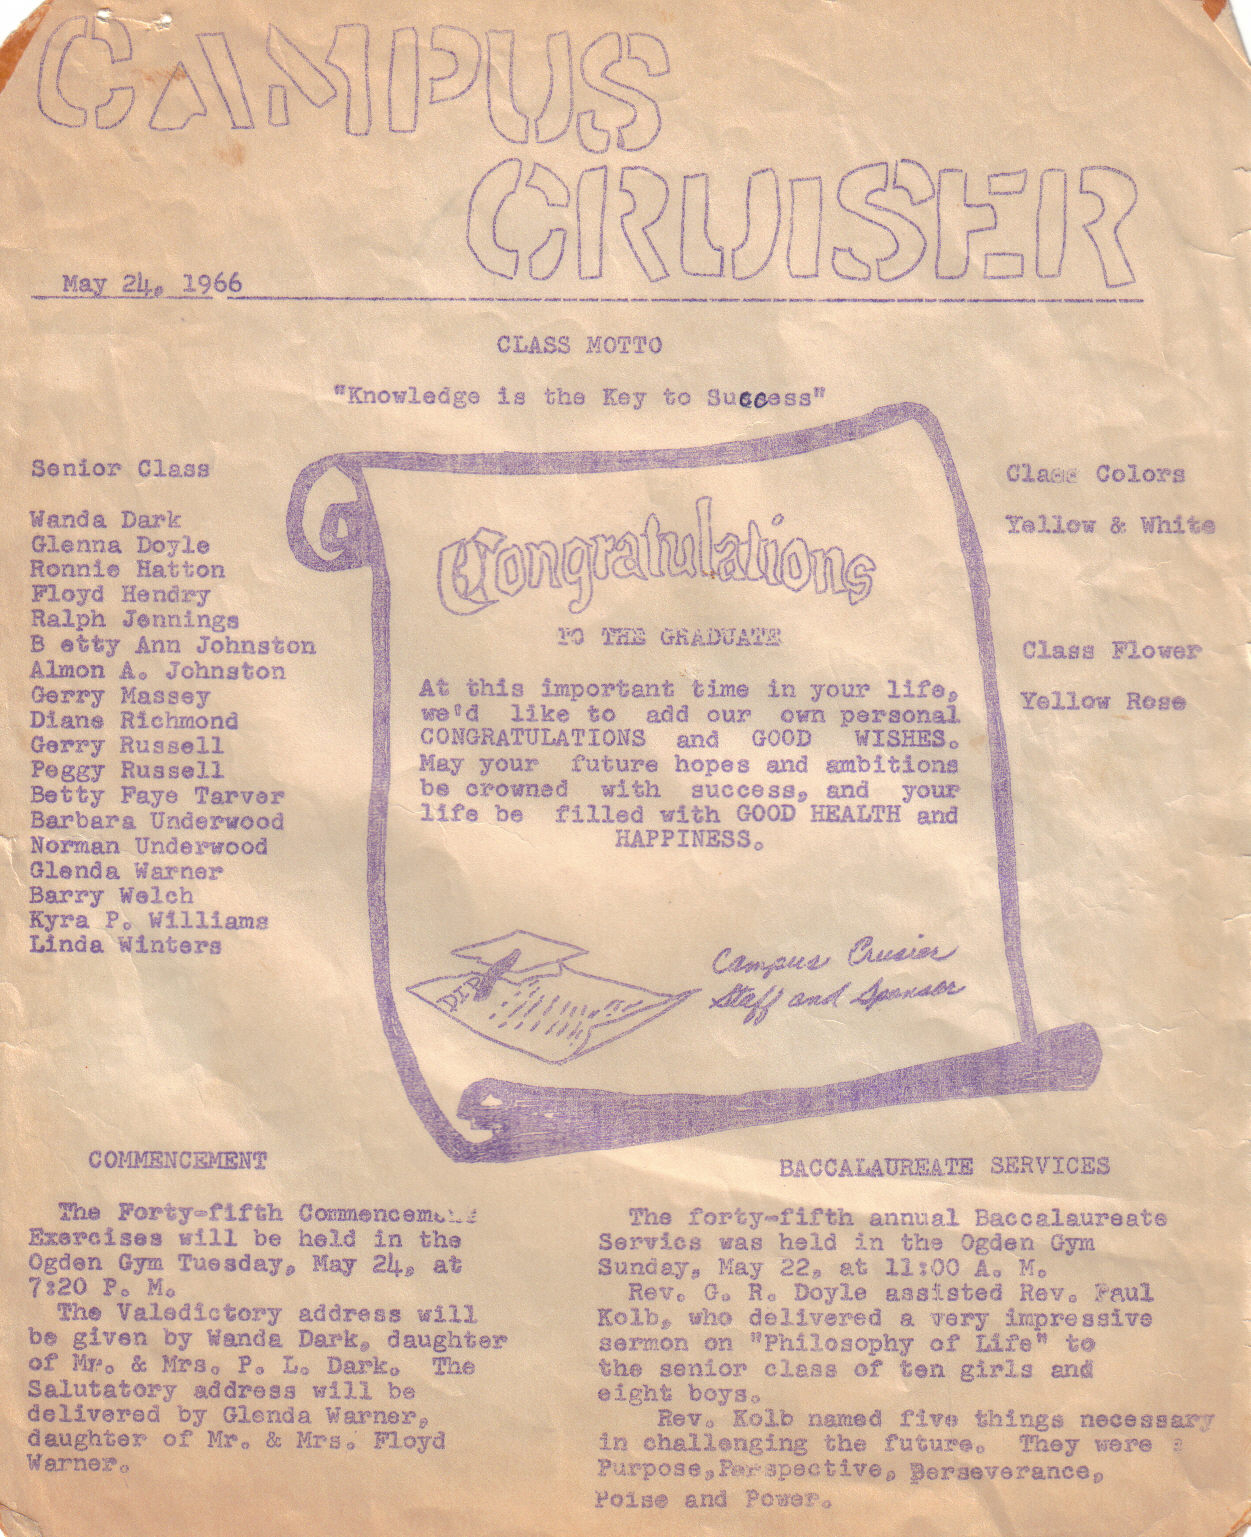 CAMPUS
CRUISER
May 24, 1966
CLASS MOTTO
"Knowledge is the Key to Success"
Senior Class
Wanda Dark
Glenna Doyle
Ronnie Hatton
Floyd Hendry
Ralph Jennings
B etty Ann Johnston
Almon A. Johnston
Gerry Massey
Diane Richmond
Gerry Russell
Peggy Russell
Betty Faye Tarver
Barbara Underwood
Norman Underwood
Glenda Warner
Barry Welch
Kyra P. Williams
Linda Winters
Congratulations
TO THE GRADUATE
At this important time in your life,
we'd like to add our own personal
CONGRATULATIONS and GOOD WISHES.
May your future hopes and ambitions
be crowned with success, and your
life be filled with GOOD HEALTH and
HAPPINESS.
DIP
Campus Crusier
Staff and Sponsor
Class Colors
Yellow & White
Class Flower
Yellow Rose
COMMENCEMENT
The Forty-fifth Commencement
Exercises will be held in the
Ogden Gym Tuesday, May 24, at
7:20 P. M.
The Valedictory address will
be given by Wanda Dark, daughter
of Mr. & Mrs. P. L. Dark. The
Salutatory address will be
delivered by Glenda Warner,
daughter of Mr. & Mrs. Floyd
Warner.
BACCALAUREATE SERVICES
The forty-fifth annual Baccalaureate
Service was held in the Ogden Gym
Sunday, May 22, at 11:00 A. M.
Rev. G. R. Doyle assisted Rev. Paul
Kolb, who delivered a very impressive
sermon on "Philosophy of Life" to
the senior class of ten girls and
eight boys.
Rev. Kolb named five things necessary
in challenging the future. They were
Purpose, Perspective, Perseverance,
Poise and Power.